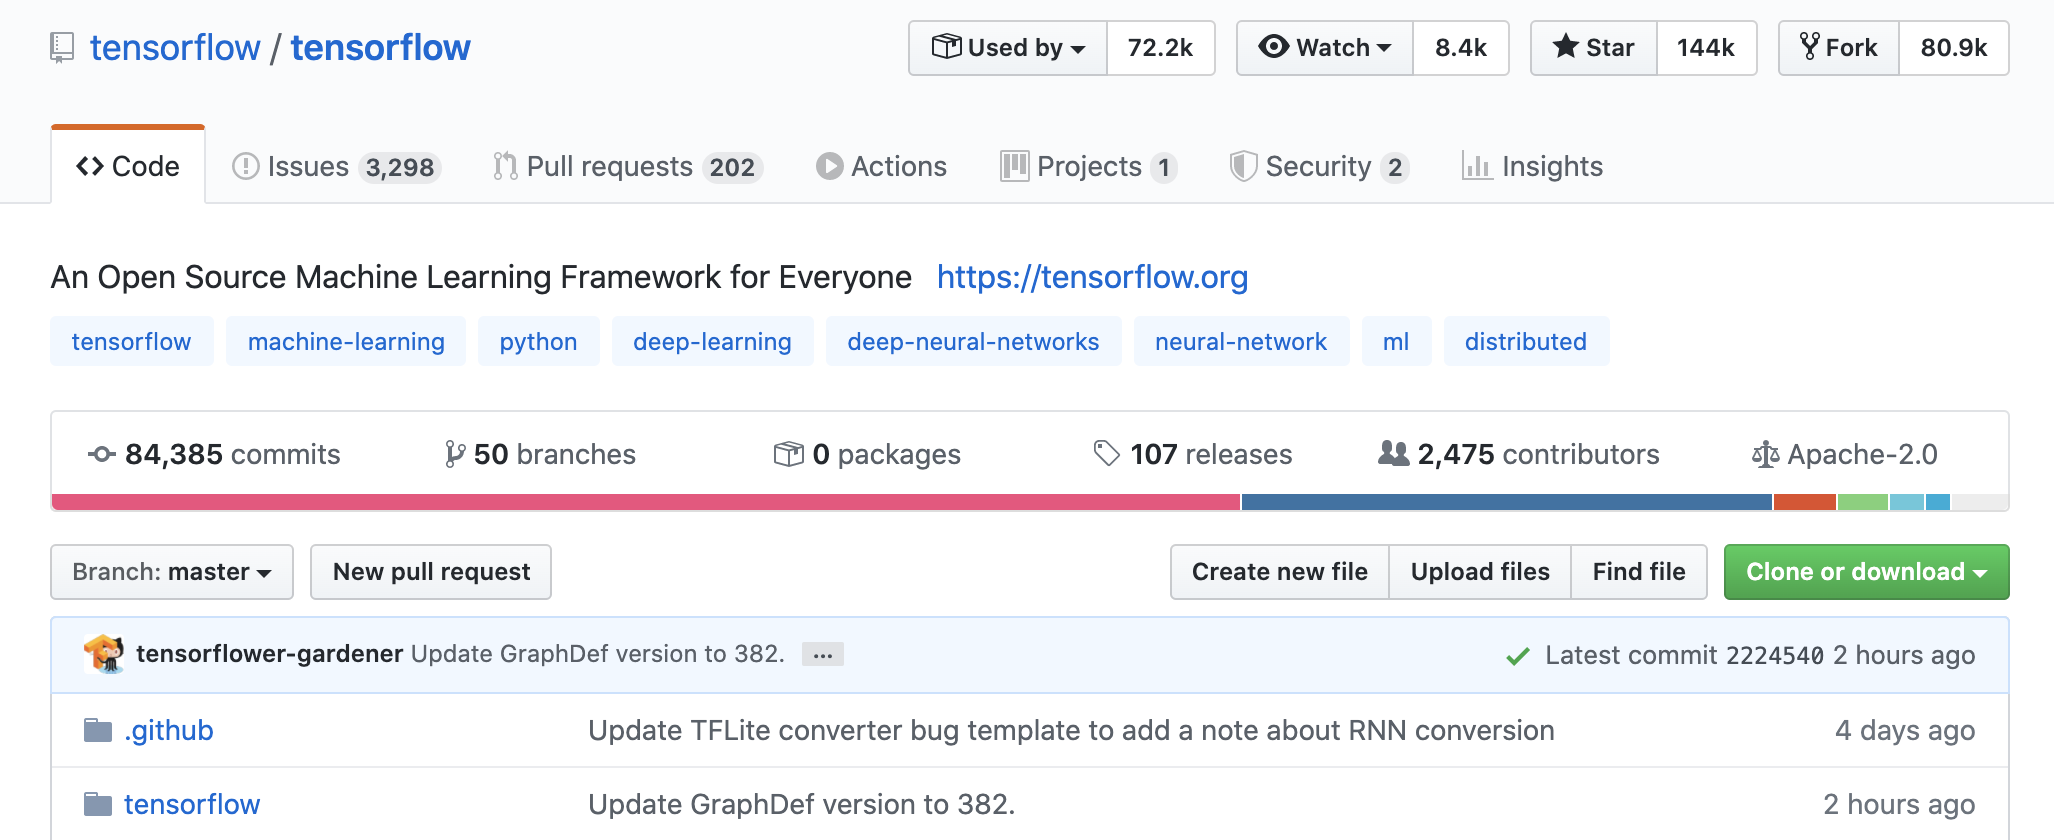 tensorflow / tensorflow
Used by 72.2k Watch 8.4k Star 144k Fork 80.9k
Code Issues 3,298 Pull requests 202 Actions Projects 1 Security 2 Insights
An Open Source Machine Learning Framework for Everyone https://tensorflow.org
tensorflow machine-learning python deep-learning deep-neural-networks neural-network ml distributed
84,385 commits 50 branches 0 packages 107 releases 2,475 contributors Apache-2.0
Branch: master New pull request Create new file Upload files Find file Clone or download
tensorflower-gardener Update GraphDef version to 382. ... Latest commit 2224540 2 hours ago
.github Update TFLite converter bug template to add a note about RNN conversion 4 days ago
tensorflow Update GraphDef version to 382. 2 hours ago